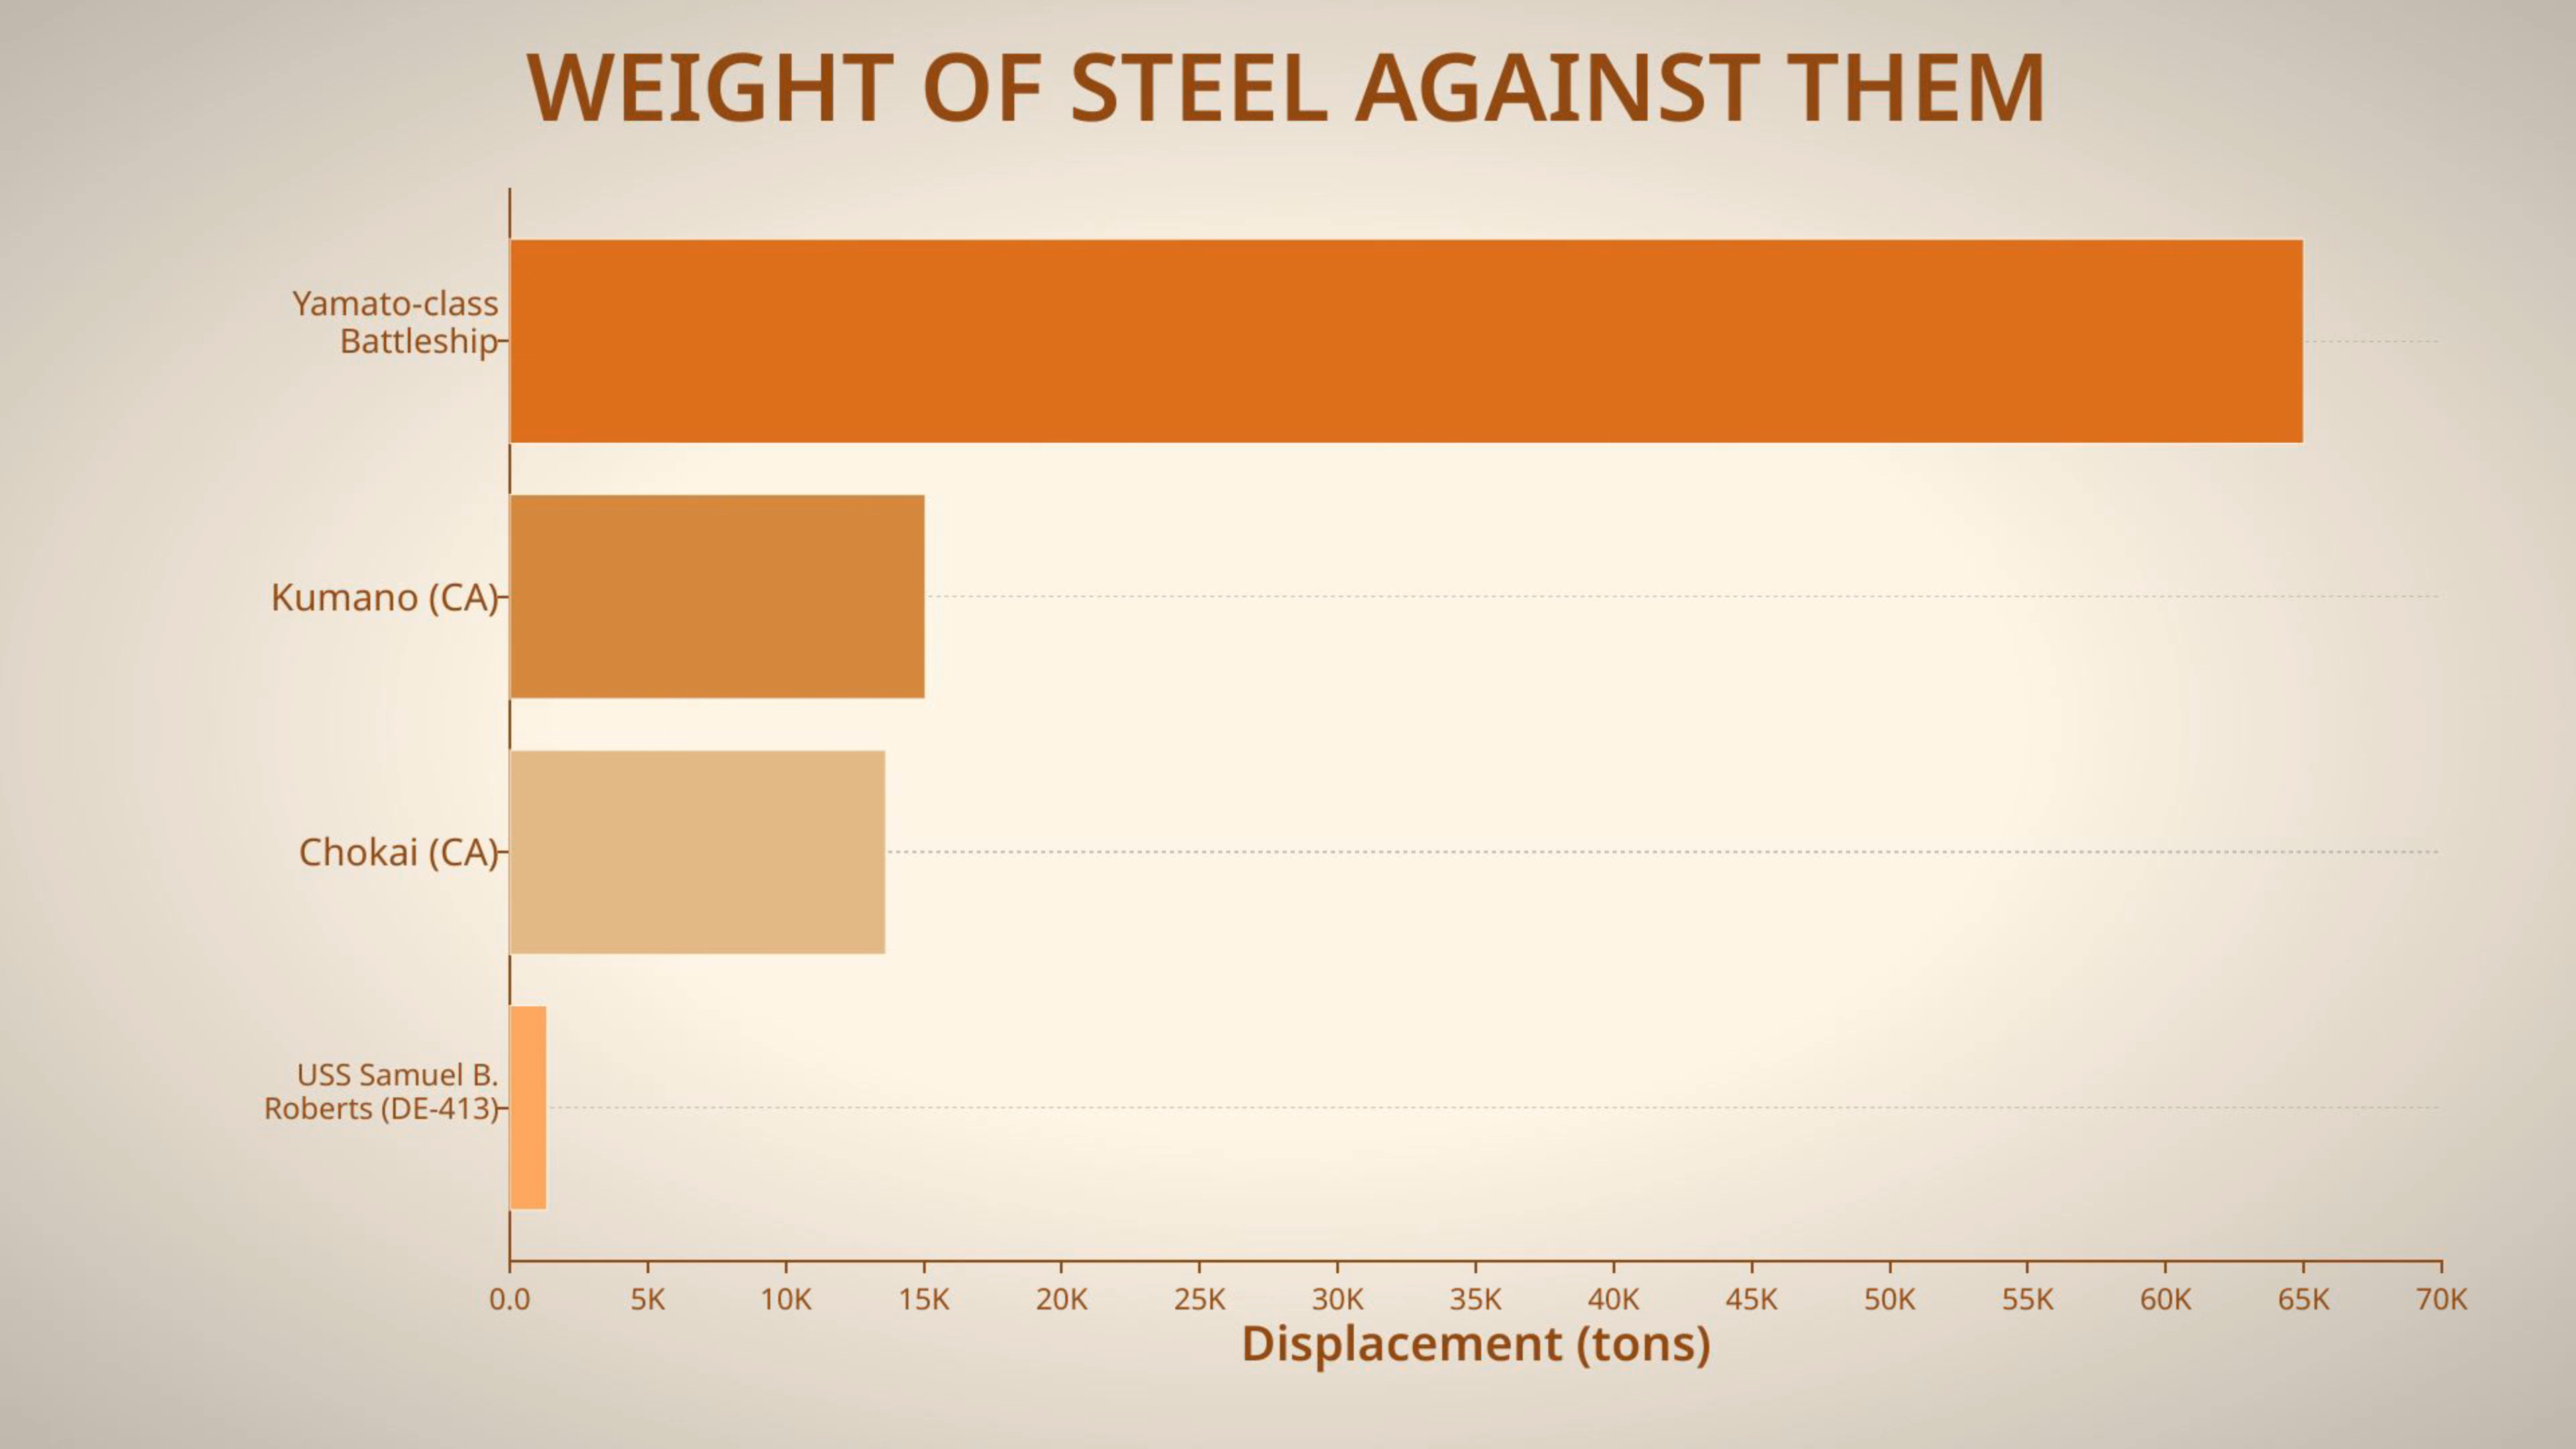 WEIGHT OF STEEL AGAINST THEM
Yamato-class
Battleship
Kumano (CA)
Chokai (CA)
USS Samuel B.
Roberts (DE-413)
0.0 5K 10K 15K 20K 25K 30K 35K 40K 45K 50K 55K 60K 65K 70K
Displacement (tons)